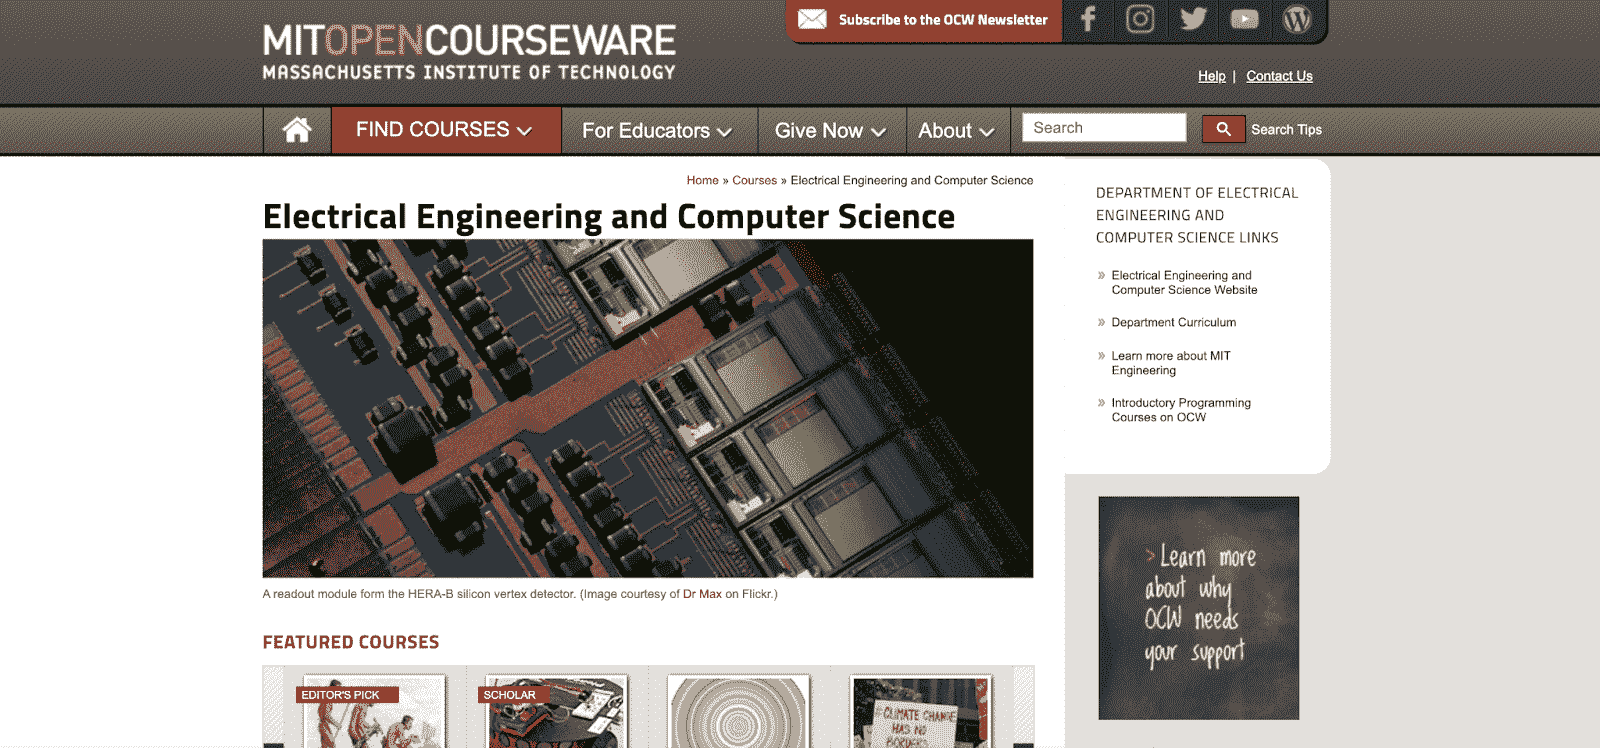 Subscribe to the OCW Newsletter
MITOPENCOURSEWARE
MASSACHUSETTS INSTITUTE OF TECHNOLOGY
Help | Contact Us
FIND COURSES
For Educators
Give Now
About
Search
Search Tips
Home » Courses » Electrical Engineering and Computer Science
Electrical Engineering and Computer Science
A readout module form the HERA-B silicon vertex detector. (Image courtesy of Dr Max on Flickr.)
FEATURED COURSES
EDITOR'S PICK
SCHOLAR
#CLIMATE CHANGE
HAS NO
BORDERS
DEPARTMENT OF ELECTRICAL
ENGINEERING AND
COMPUTER SCIENCE LINKS
» Electrical Engineering and
Computer Science Website
» Department Curriculum
» Learn more about MIT
Engineering
» Introductory Programming
Courses on OCW
> Learn more
about why
OCW needs
your support